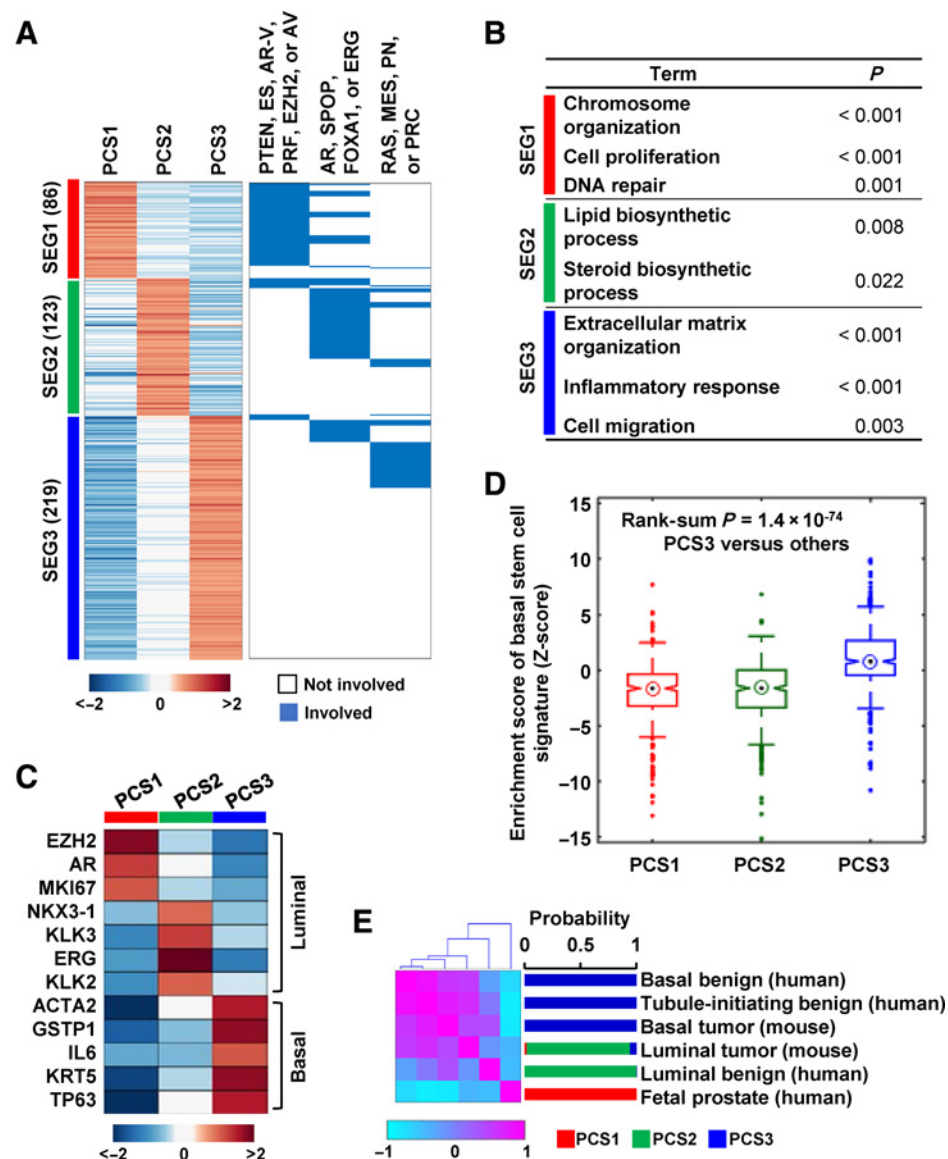 A
PCS1
PCS2
PCS3
PTEN, ES, AR-V,
PRF, EZH2, or AV
AR, SPOP,
FOXA1, or ERG
RAS, MES, PN,
or PRC
SEG1 (86)
SEG2 (123)
SEG3 (219)
<–2 0 >2
Not involved
Involved
B
Term P
SEG1
Chromosome
organization < 0.001
Cell proliferation < 0.001
DNA repair 0.001
SEG2
Lipid biosynthetic
process 0.008
Steroid biosynthetic
process 0.022
SEG3
Extracellular matrix
organization < 0.001
Inflammatory response < 0.001
Cell migration 0.003
C
PCS1 PCS2 PCS3
EZH2
AR
MKI67
NKX3-1
KLK3
ERG
KLK2
ACTA2
GSTP1
IL6
KRT5
TP63
Luminal
Basal
<–2 0 >2
D
Enrichment score of basal stem cell
signature (Z-score)
15
10
5
0
–5
–10
–15
Rank-sum P = 1.4 × 10-74
PCS3 versus others
PCS1 PCS2 PCS3
E
Probability
0 0.5 1
Basal benign (human)
Tubule-initiating benign (human)
Basal tumor (mouse)
Luminal tumor (mouse)
Luminal benign (human)
Fetal prostate (human)
–1 0 1
PCS1 PCS2 PCS3